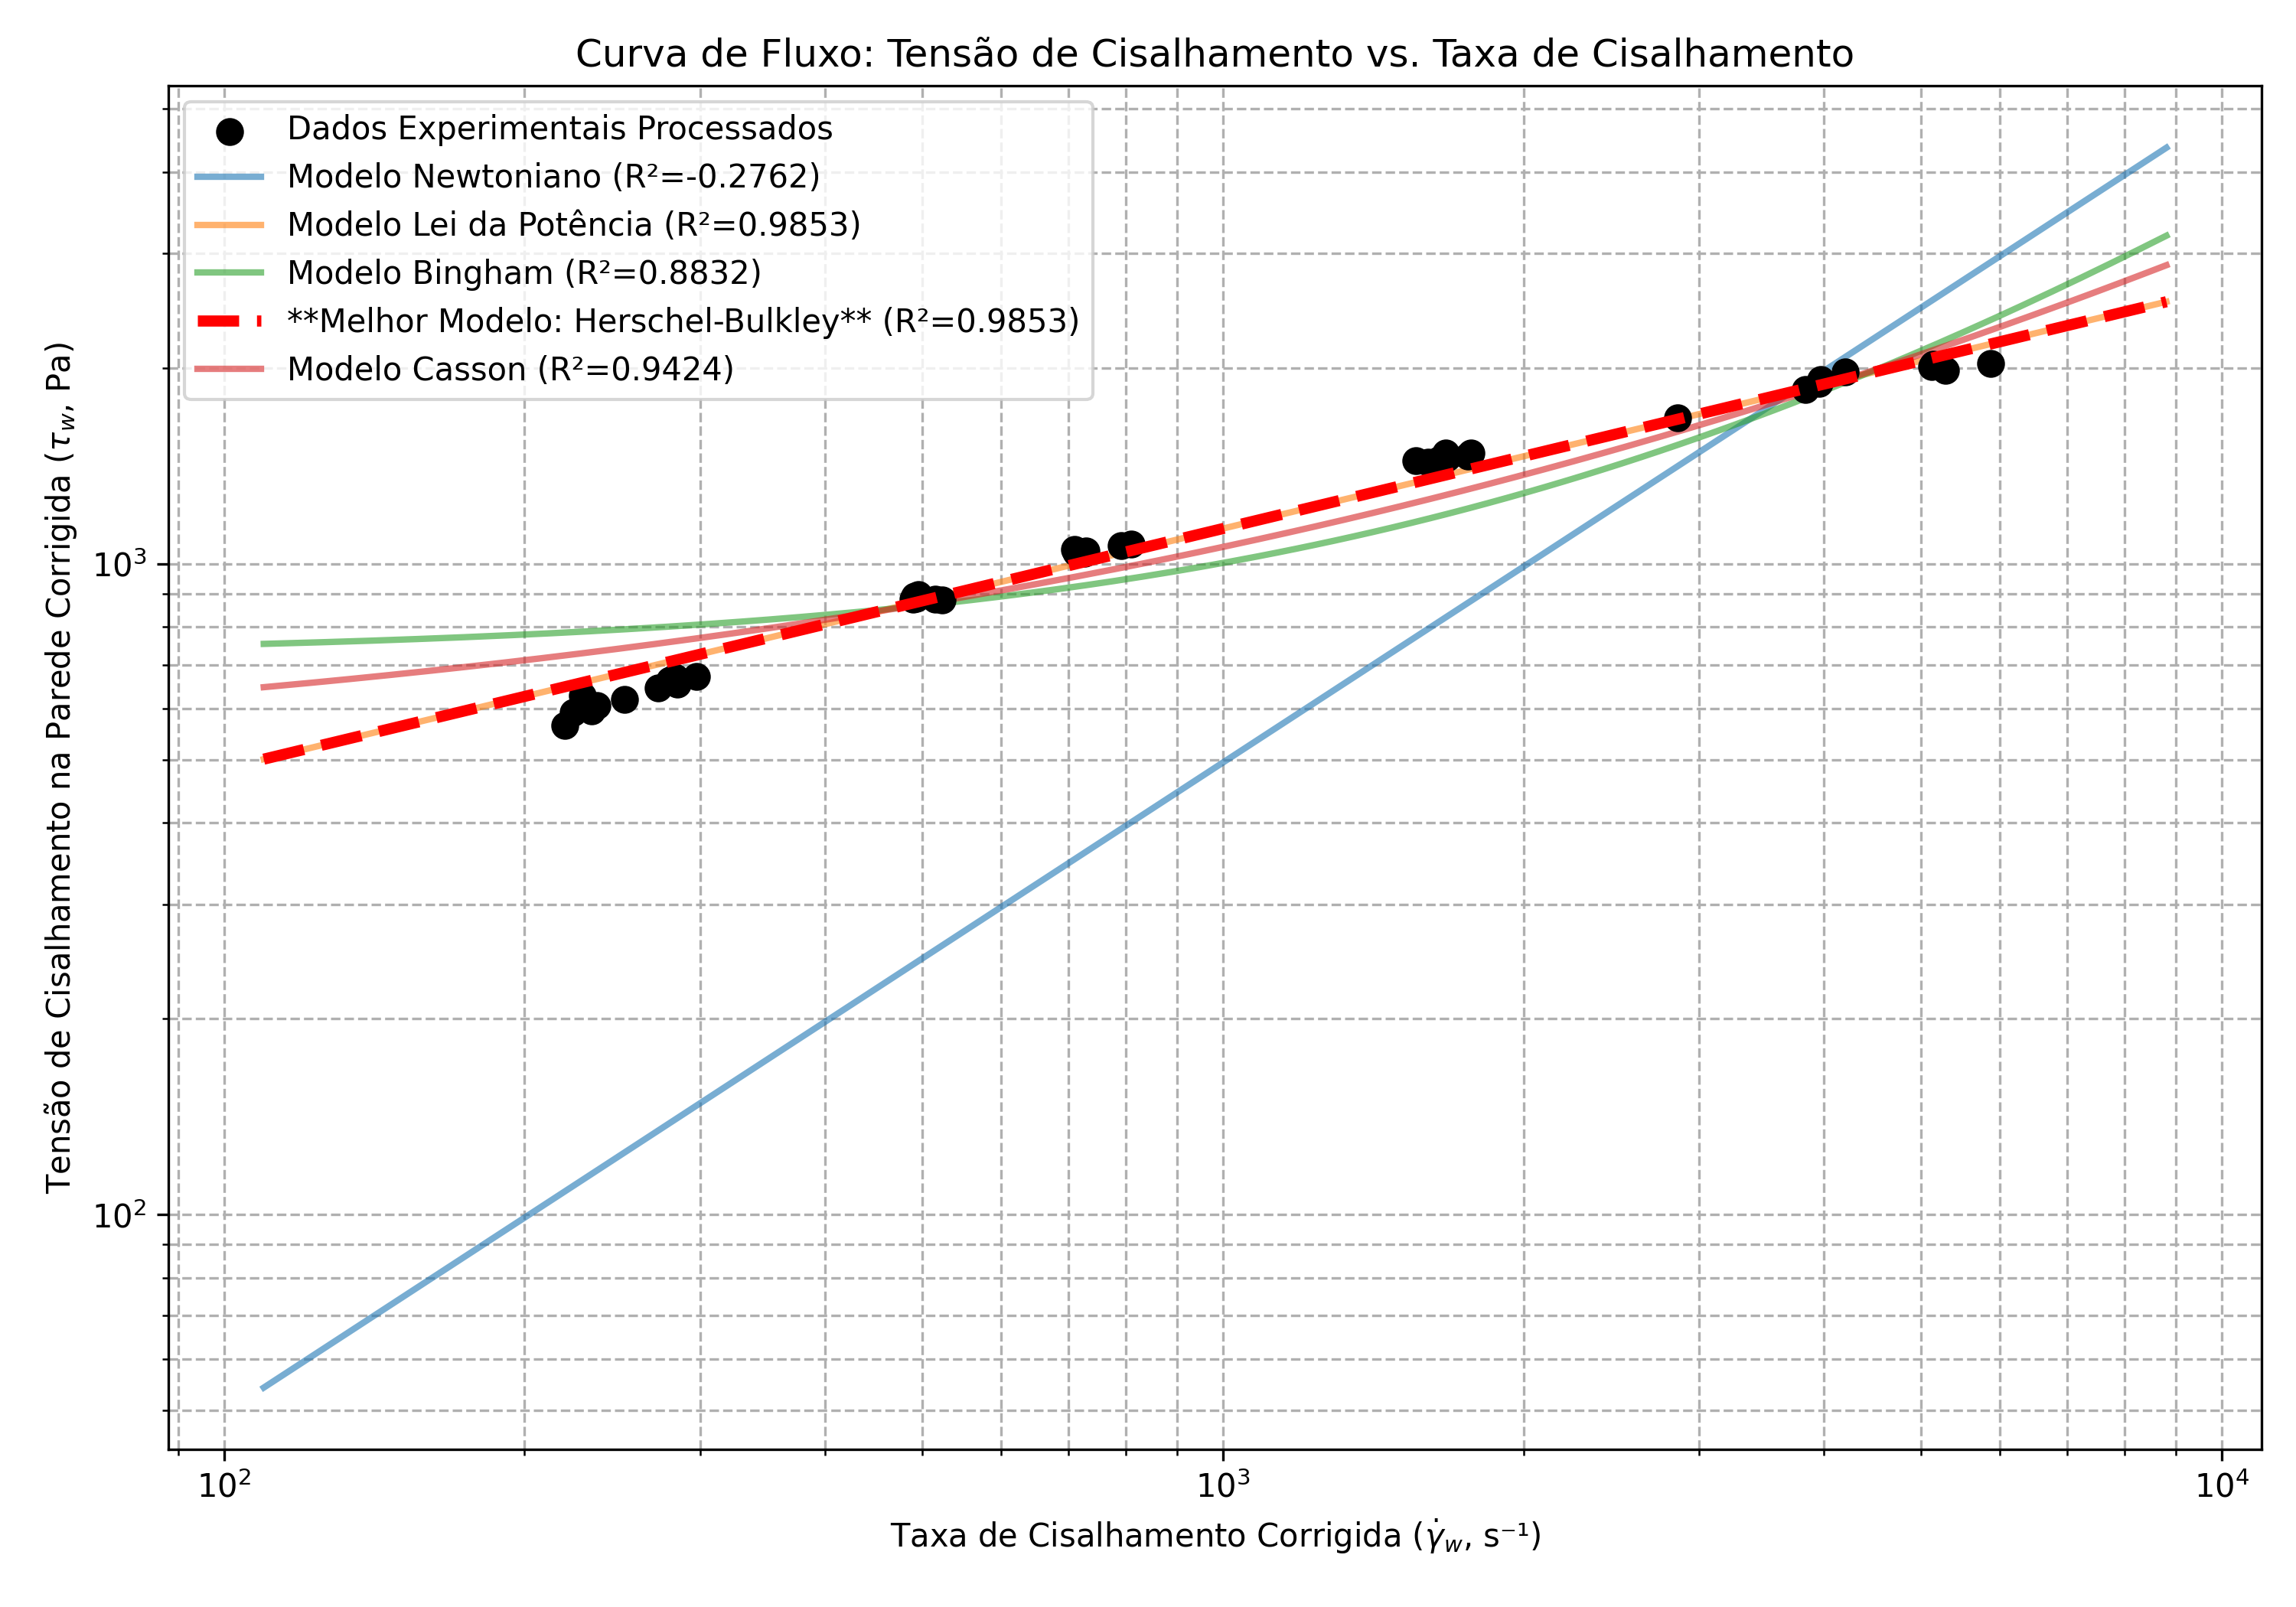 Curva de Fluxo: Tensão de Cisalhamento vs. Taxa de Cisalhamento
Dados Experimentais Processados
Modelo Newtoniano (R²=-0.2762)
Modelo Lei da Potência (R²=0.9853)
Modelo Bingham (R²=0.8832)
**Melhor Modelo: Herschel-Bulkley** (R²=0.9853)
Modelo Casson (R²=0.9424)
Tensão de Cisalhamento na Parede Corrigida (τ_w, Pa)
10³
10²
10²
10³
10⁴
Taxa de Cisalhamento Corrigida (γ̇_w, s⁻¹)